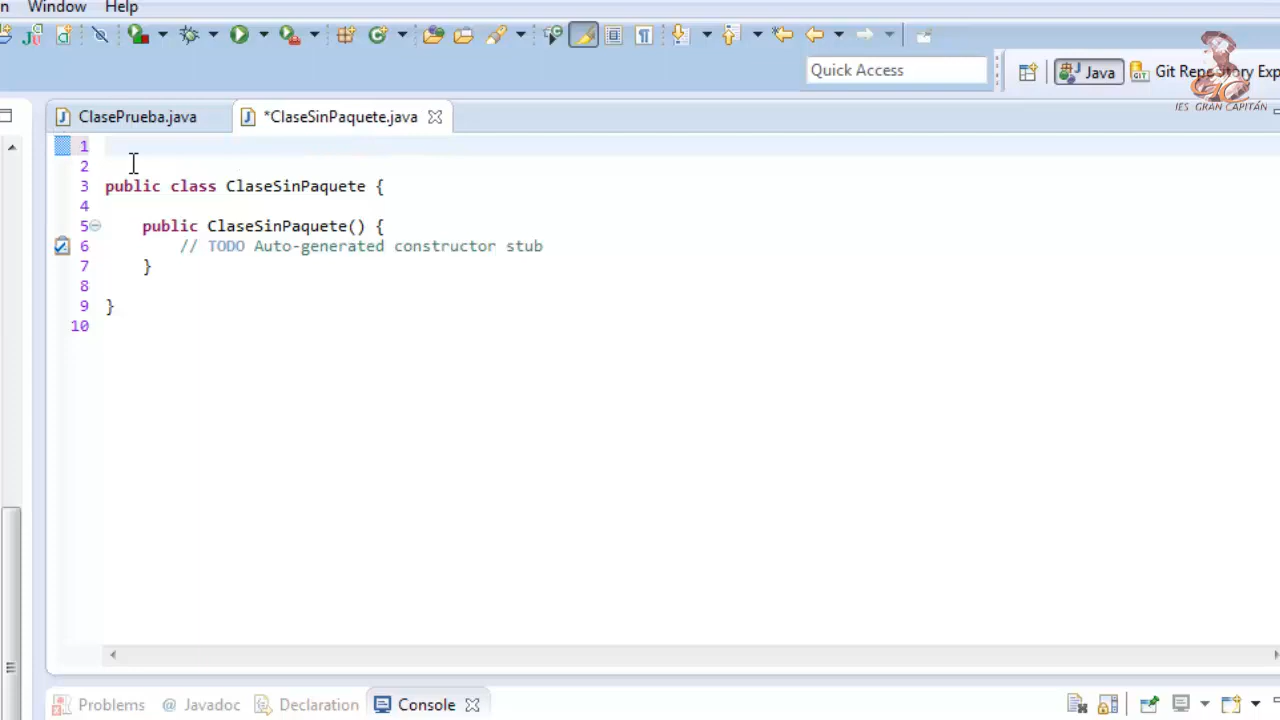 Window Help
Quick Access
Java
Git Repository Exp
IES GRAN CAPITÁN
ClasePrueba.java
*ClaseSinPaquete.java
1
2
3 public class ClaseSinPaquete {
4
5 public ClaseSinPaquete() {
6 // TODO Auto-generated constructor stub
7 }
8
9 }
10
Problems @ Javadoc Declaration Console